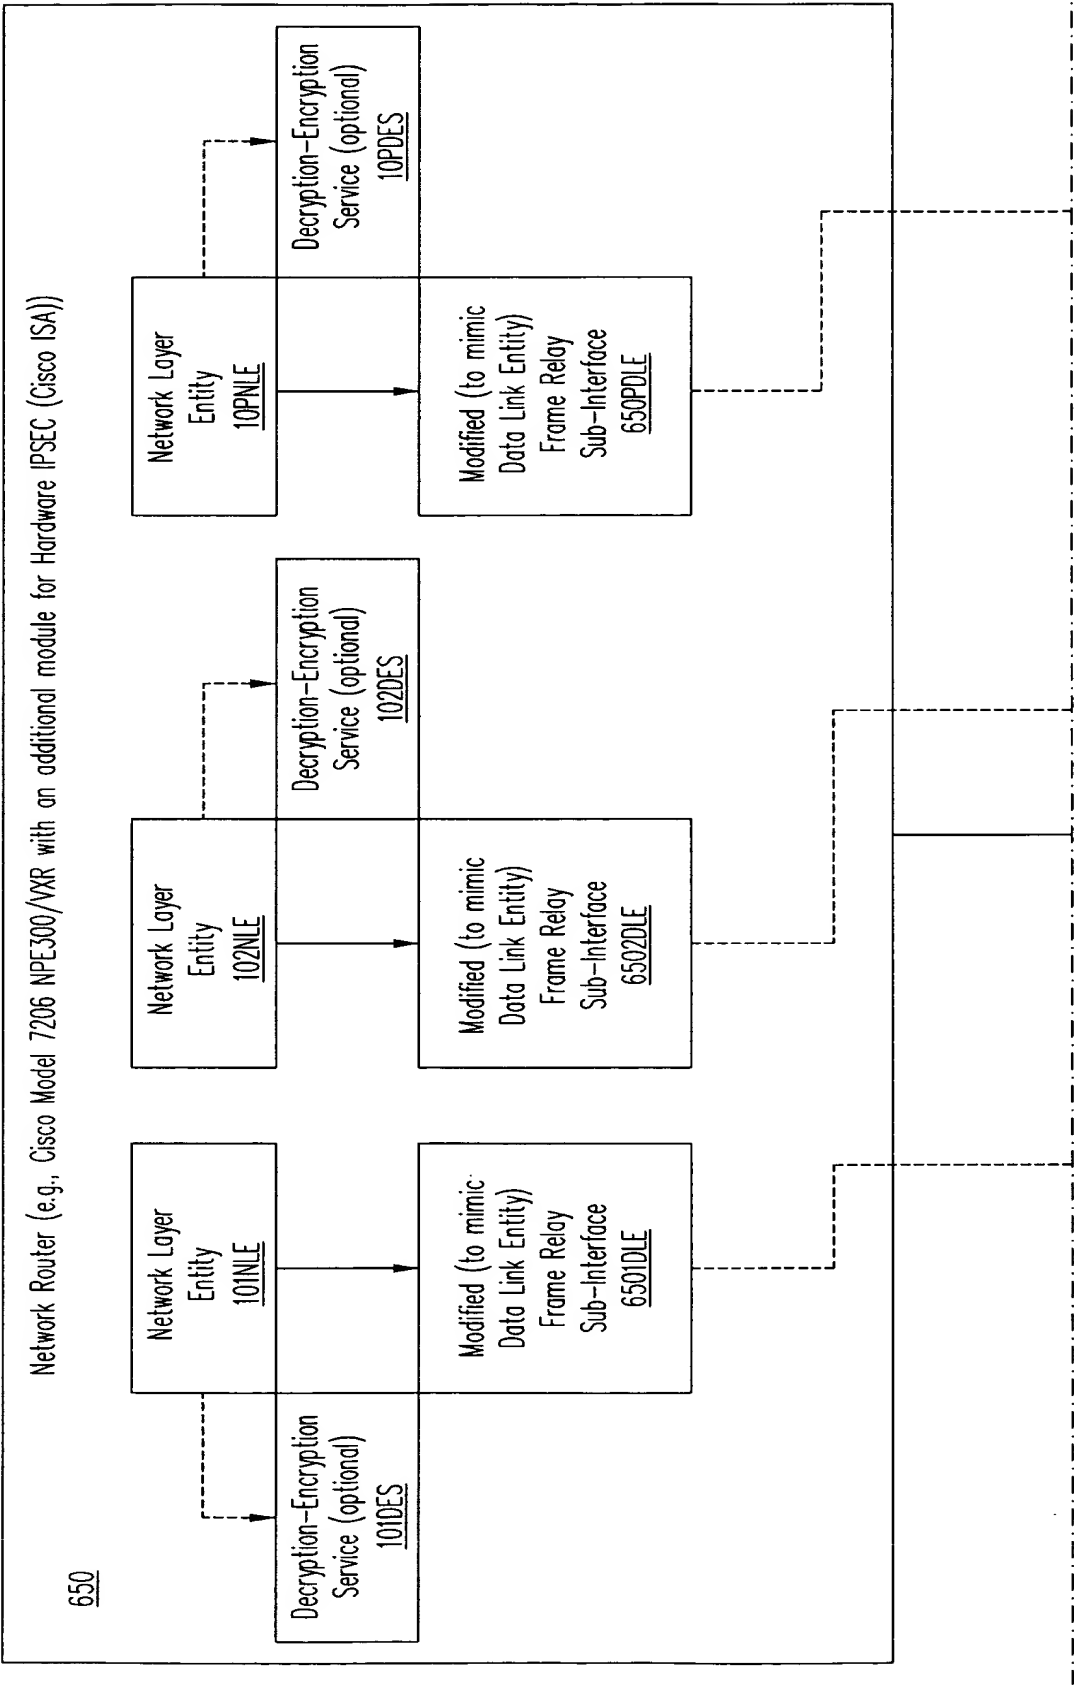 650
Network Router (e.g., Cisco Model 7206 NPE300/VXR with an additional module for Hardware IPSEC (Cisco ISA))
Network Layer
Entity
101NLE
Decryption-Encryption
Service (optional)
101DES
Modified (to mimic
Data Link Entity)
Frame Relay
Sub-Interface
6501DLE
Network Layer
Entity
102NLE
Decryption-Encryption
Service (optional)
102DES
Modified (to mimic
Data Link Entity)
Frame Relay
Sub-Interface
6502DLE
Network Layer
Entity
10PNLE
Decryption-Encryption
Service (optional)
10PDES
Modified (to mimic
Data Link Entity)
Frame Relay
Sub-Interface
650PDLE